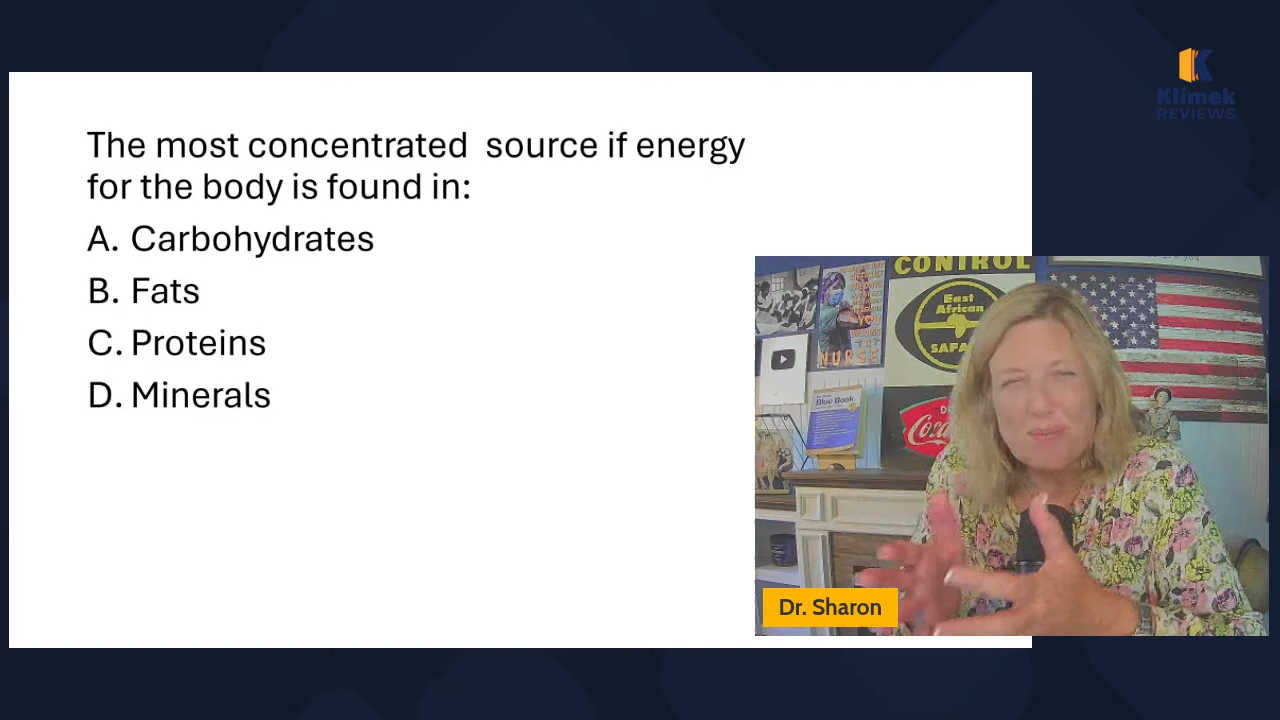 The most concentrated  source if energy
for the body is found in:
A. Carbohydrates
B. Fats
C. Proteins
D. Minerals
Klimek
REVIEWS
CONTROL
East
African
NURSE
Blue Book
Dr. Sharon